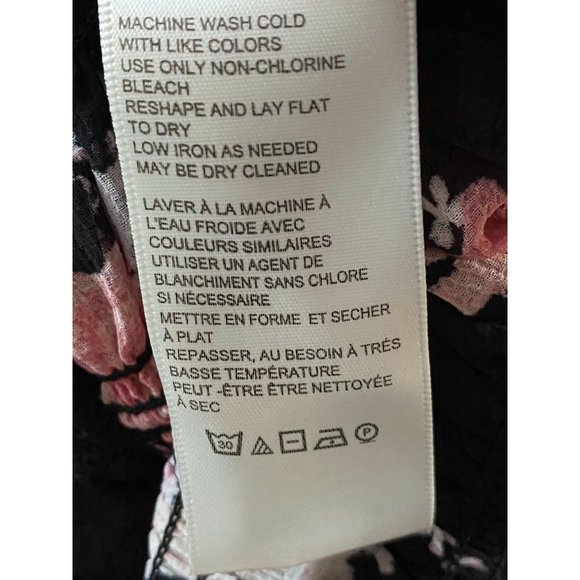 MACHINE WASH COLD
WITH LIKE COLORS
USE ONLY NON-CHLORINE
BLEACH
RESHAPE AND LAY FLAT
TO DRY
LOW IRON AS NEEDED
MAY BE DRY CLEANED
LAVER À LA MACHINE À
L'EAU FROIDE AVEC
COULEURS SIMILAIRES
UTILISER UN AGENT DE
BLANCHIMENT SANS CHLORE
SI NÉCESSAIRE
METTRE EN FORME ET SECHER
À PLAT
REPASSER, AU BESOIN À TRÉS
BASSE TEMPÉRATURE
PEUT -ÊTRE ÊTRE NETTOYÉE
À SEC
30 P